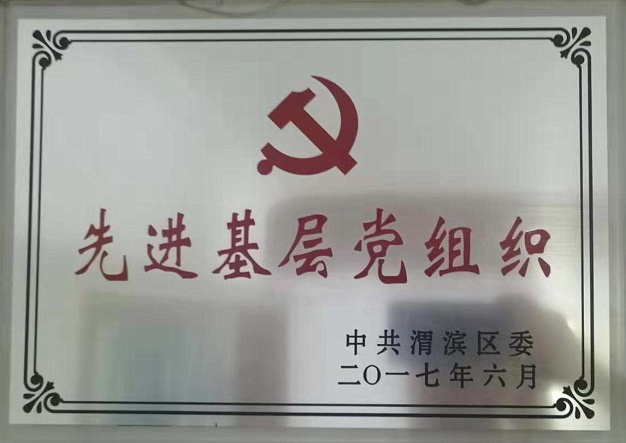 先进基层党组织
中共渭滨区委
二〇一七年六月